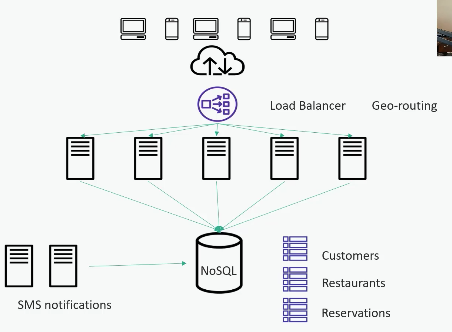 Load Balancer
Geo-routing
NoSQL
Customers
Restaurants
Reservations
SMS notifications